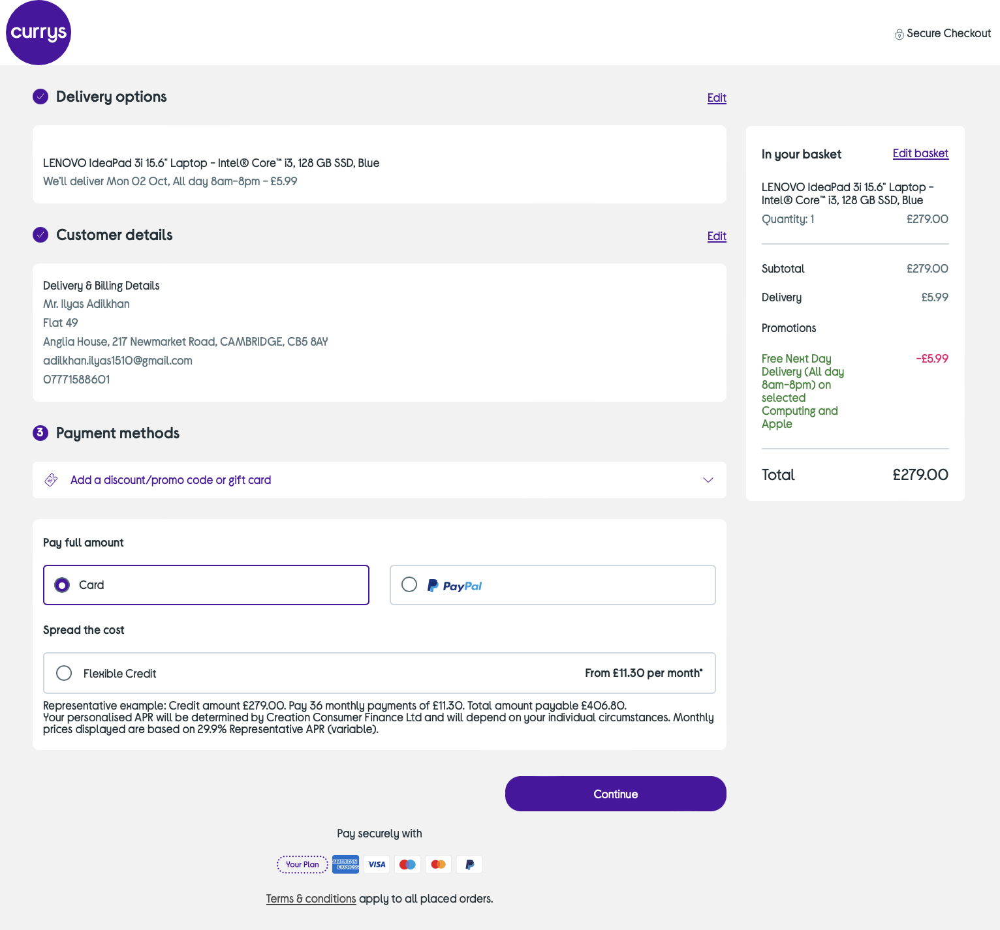 currys
Secure Checkout
Delivery options
Edit
LENOVO IdeaPad 3i 15.6" Laptop - Intel® Core™ i3, 128 GB SSD, Blue
We'll deliver Mon 02 Oct, All day 8am-8pm - £5.99
Customer details
Edit
Delivery & Billing Details
Mr. Ilyas Adilkhan
Flat 49
Anglia House, 217 Newmarket Road, CAMBRIDGE, CB5 8AY
adilkhan.ilyas1510@gmail.com
07771588601
3 Payment methods
Add a discount/promo code or gift card
Pay full amount
Card
PayPal
Spread the cost
Flexible Credit
From £11.30 per month*
Representative example: Credit amount £279.00. Pay 36 monthly payments of £11.30. Total amount payable £406.80.
Your personalised APR will be determined by Creation Consumer Finance Ltd and will depend on your individual circumstances. Monthly
prices displayed are based on 29.9% Representative APR (variable).
Continue
Pay securely with
Your Plan AMERICAN EXPRESS VISA
Terms & conditions apply to all placed orders.
In your basket
Edit basket
LENOVO IdeaPad 3i 15.6" Laptop -
Intel® Core™ i3, 128 GB SSD, Blue
Quantity: 1 £279.00
Subtotal £279.00
Delivery £5.99
Promotions
Free Next Day -£5.99
Delivery (All day
8am-8pm) on
selected
Computing and
Apple
Total £279.00